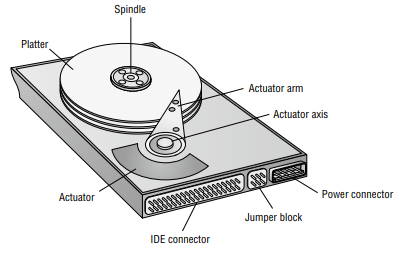 Spindle
Platter
Actuator arm
Actuator axis
Actuator
Power connector
Jumper block
IDE connector